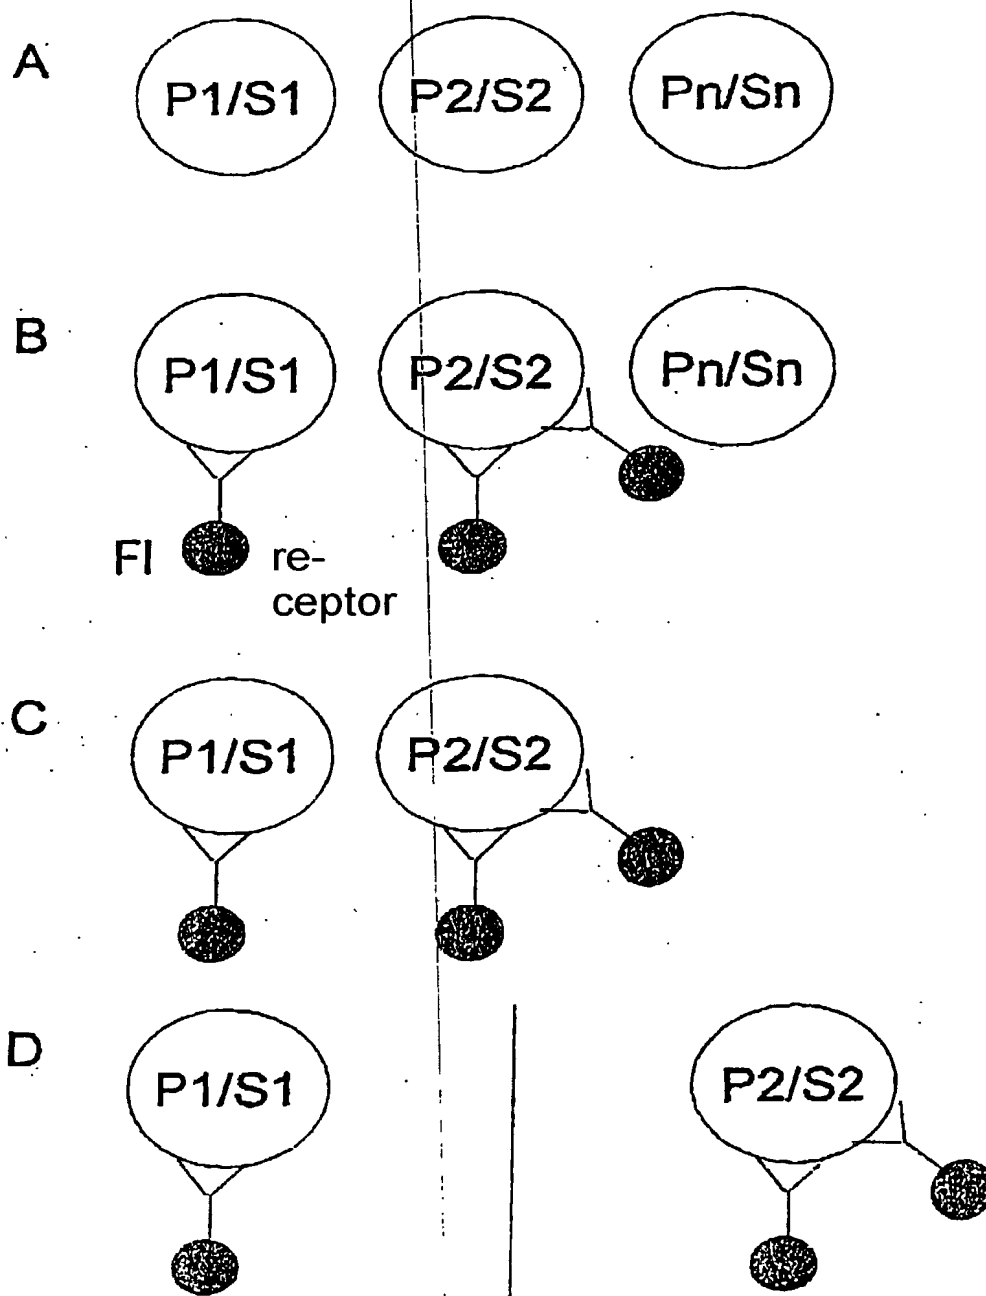 A
P1/S1 P2/S2 Pn/Sn
B
P1/S1 P2/S2 Pn/Sn
Fl re-
ceptor
C
P1/S1 P2/S2
D
P1/S1 P2/S2